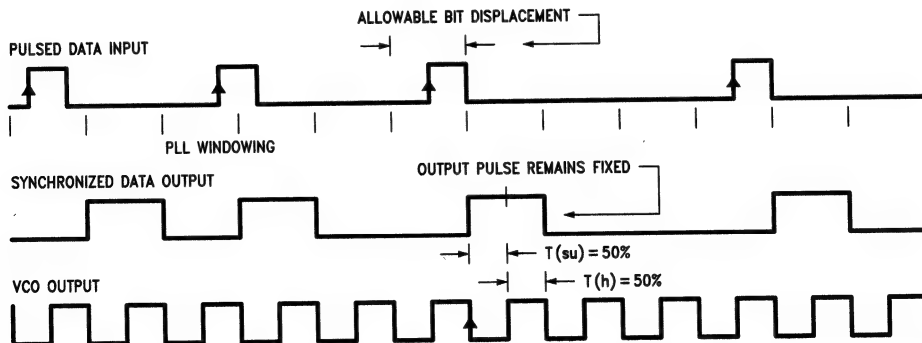 ALLOWABLE BIT DISPLACEMENT
PULSED DATA INPUT
PLL WINDOWING
SYNCHRONIZED DATA OUTPUT
OUTPUT PULSE REMAINS FIXED
T(su)=50%
T(h)=50%
VCO OUTPUT